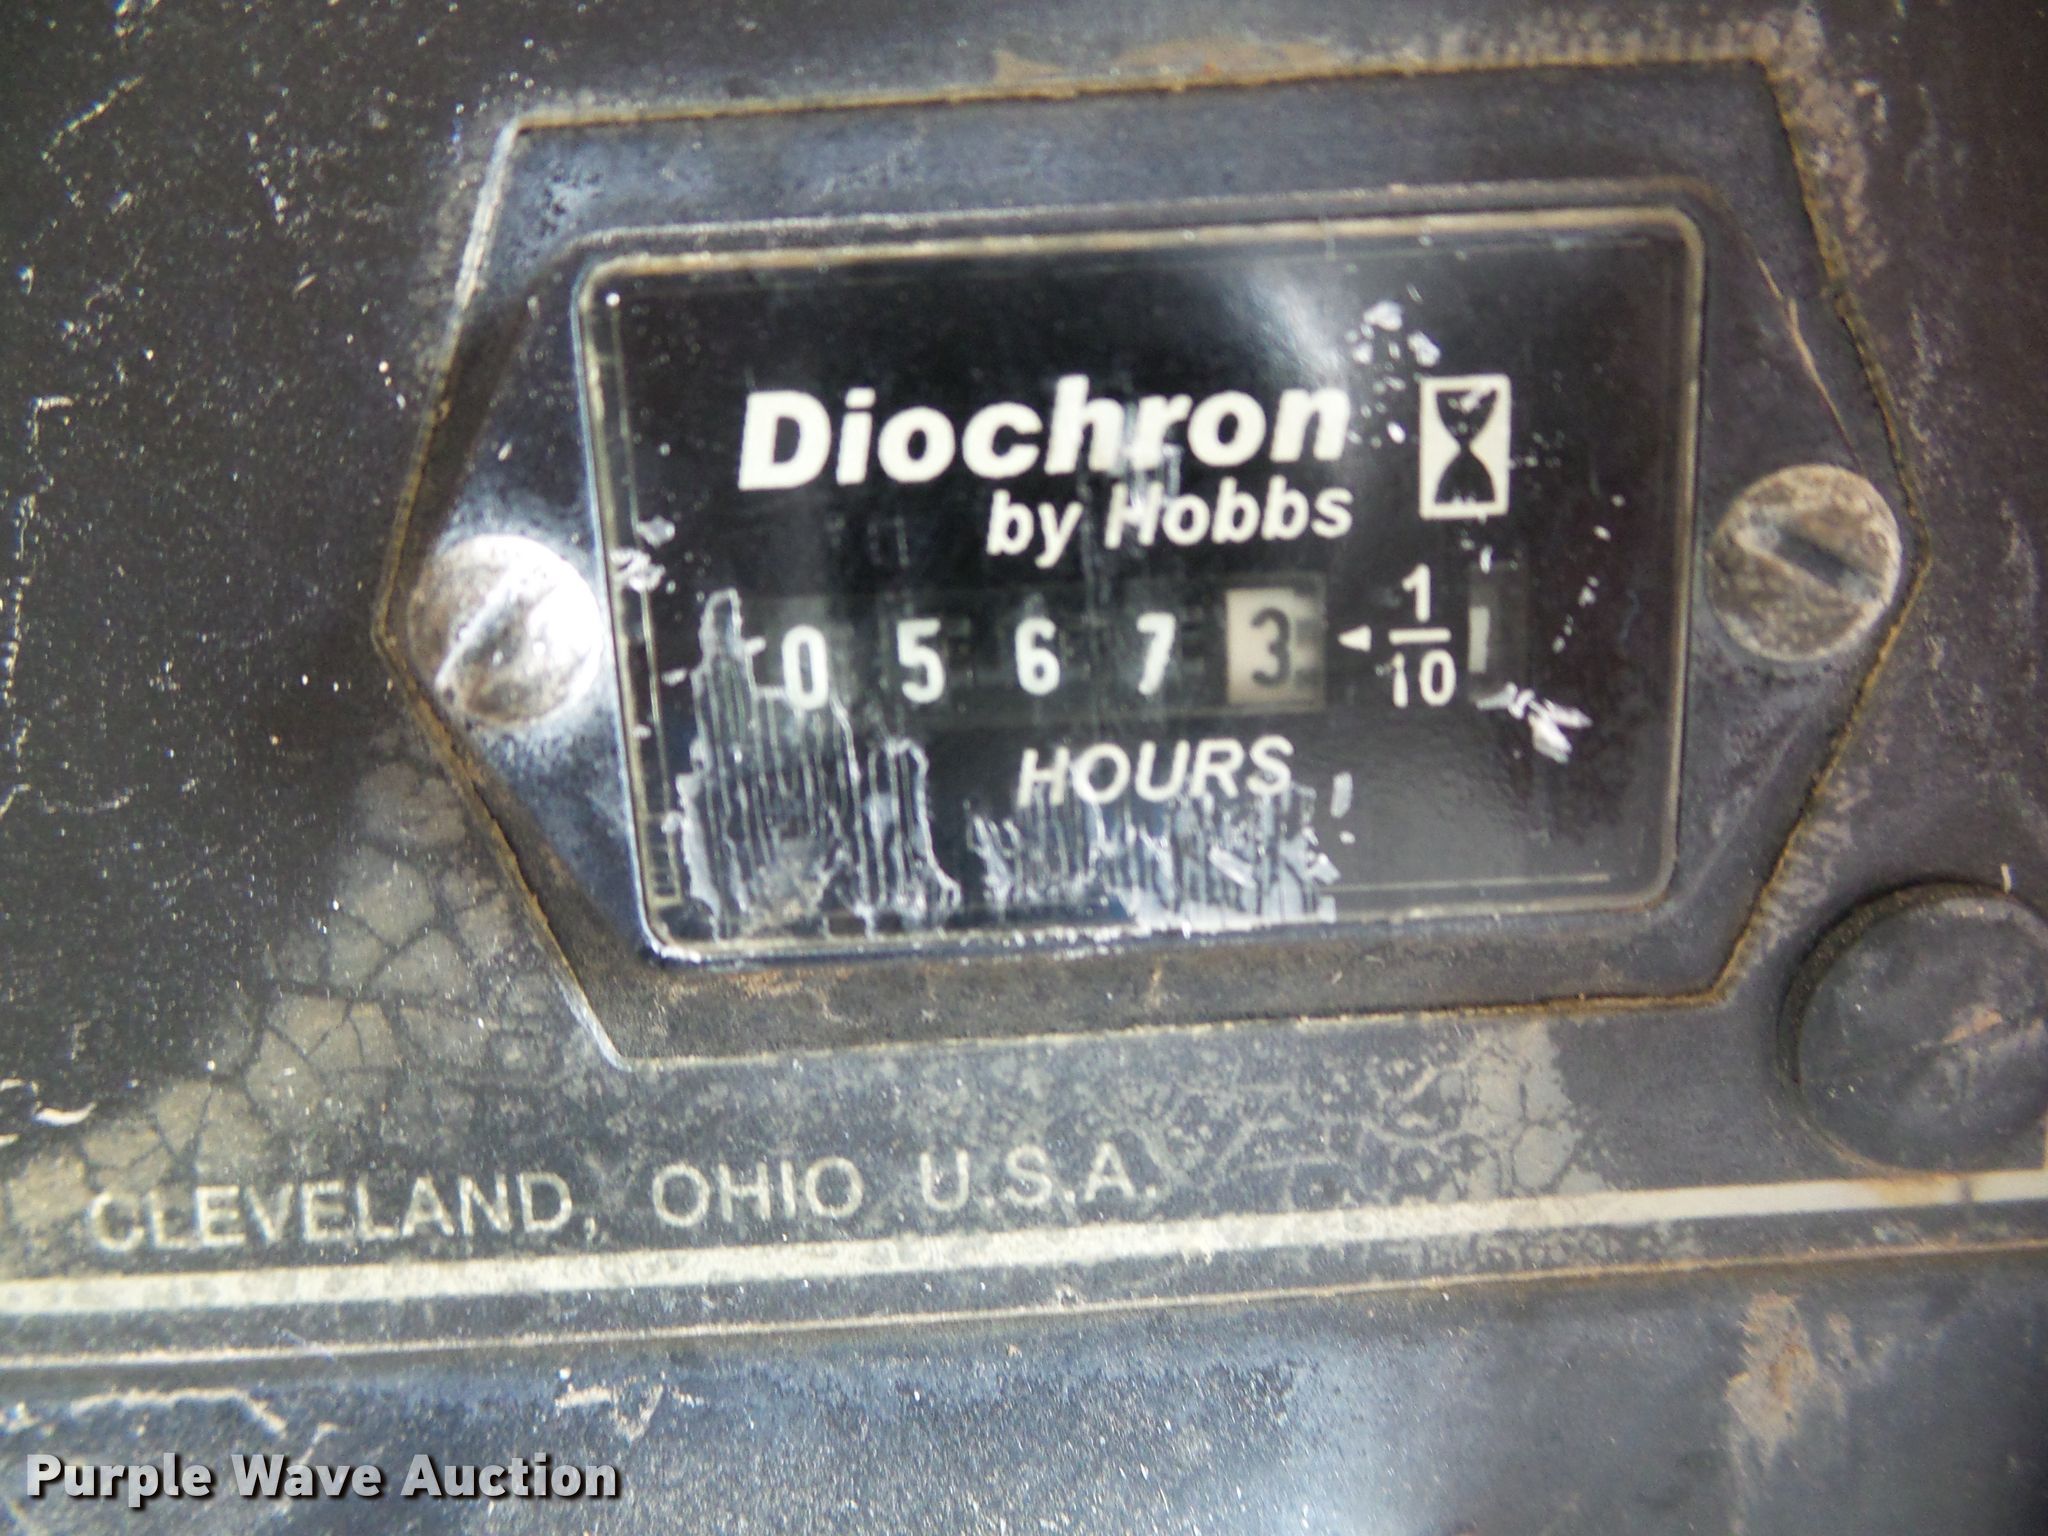 Diochron
by Hobbs
0 5 6 7 3 ◄ 1/10
HOURS
CLEVELAND, OHIO U.S.A.
Purple Wave Auction